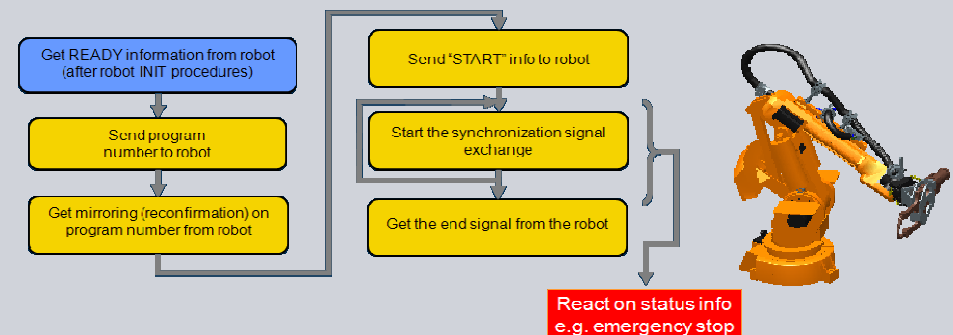 Get READY information from robot
(after robot INIT procedures)
Send program
number to robot
Get mirroring (reconfirmation) on
program number from robot
Send “START” info to robot
Start the synchronization signal
exchange
Get the end signal from the robot
React on status info
e.g. emergency stop